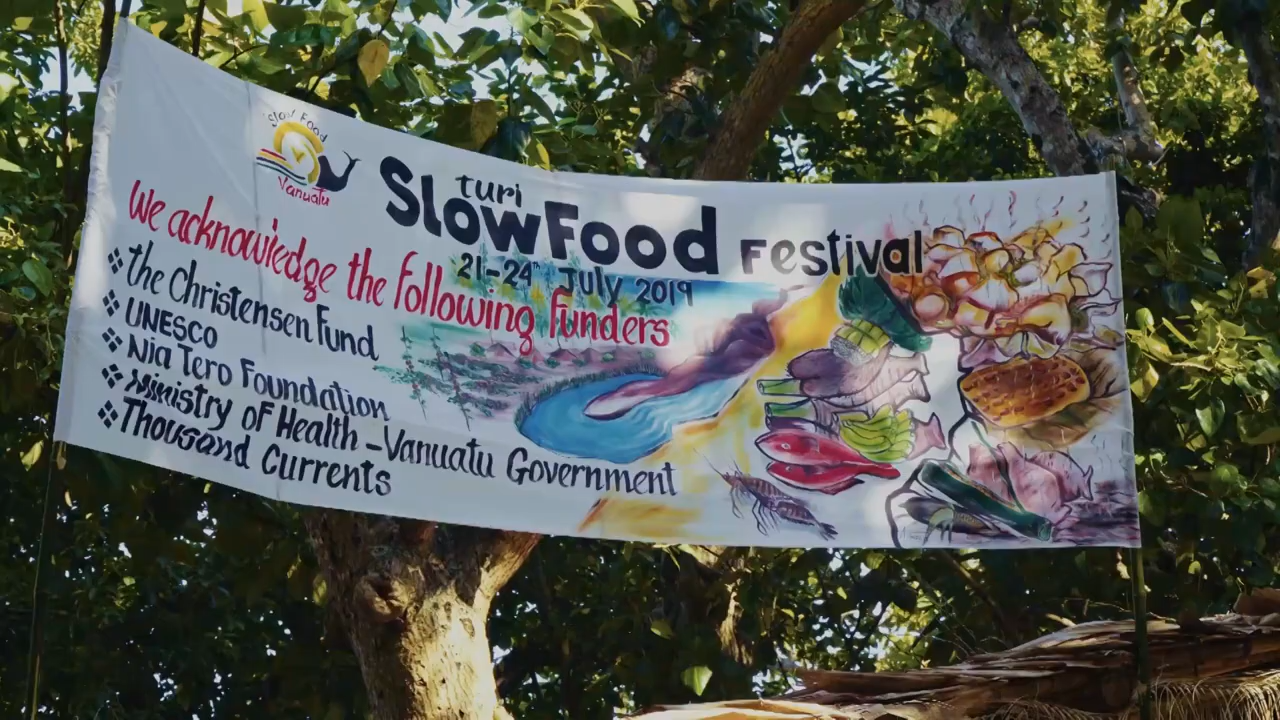 Slow Food
Vanuatu
turi
SlowFood Festival
21-24th July 2019
We acknowledge the following funders
the Christensen Fund
UNESCO
Nia Tero Foundation
Ministry of Health - Vanuatu Government
Thousand Currents